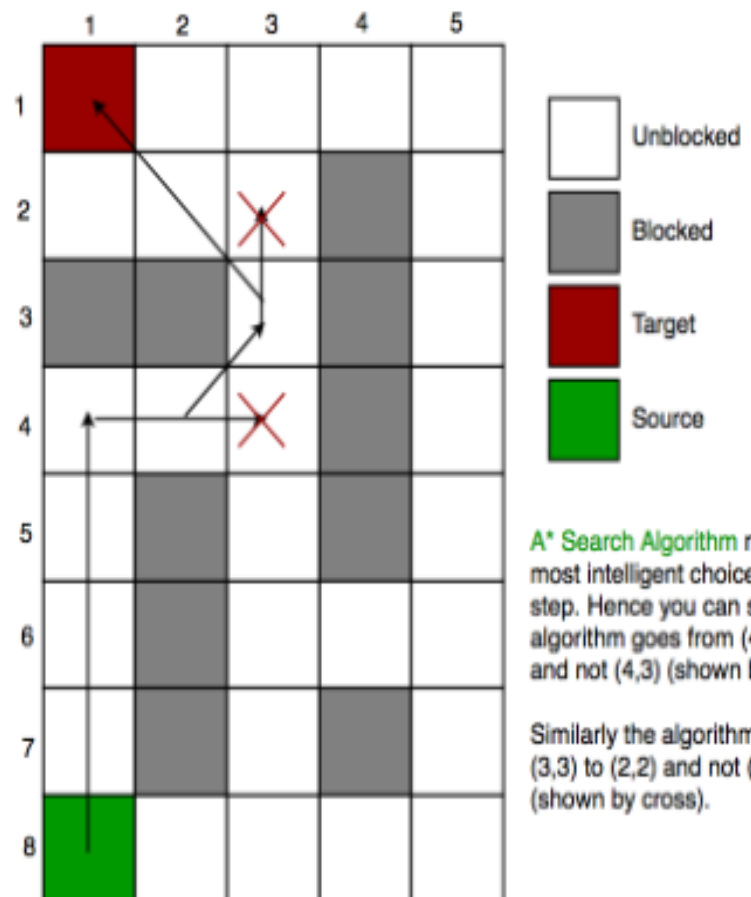 1 2 3 4 5
1
2
3
4
5
6
7
8
Unblocked
Blocked
Target
Source
A* Search Algorithm
most intelligent choice
step. Hence you can
algorithm goes from
and not (4,3) (shown
Similarly the algorithm
(3,3) to (2,2) and not
(shown by cross).